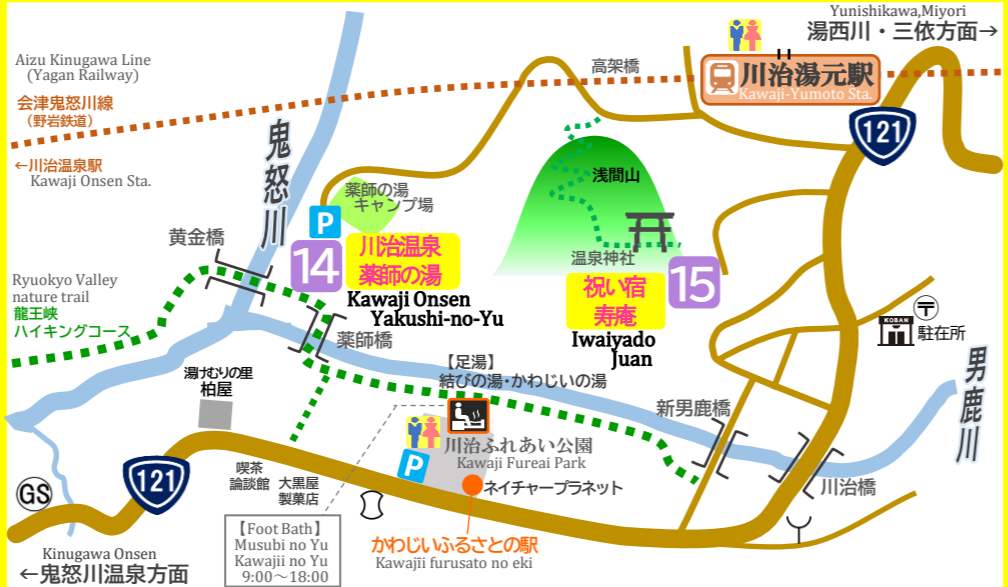 Yunishikawa,Miyori
湯西川・三依方面→
Aizu Kinugawa Line
(Yagan Railway)
会津鬼怒川線
（野岩鉄道）
←川治温泉駅
Kawaji Onsen Sta.
高架橋
川治湯元駅
Kawaji-Yumoto Sta.
121
鬼怒川
浅間山
薬師の湯
キャンプ場
P
黄金橋
14
川治温泉
薬師の湯
Kawaji Onsen
Yakushi-no-Yu
温泉神社
15
祝い宿
寿庵
Iwaiyado
Juan
Ryuokyo Valley
nature trail
龍王峡
ハイキングコース
〒
KOBAN
駐在所
薬師橋
【足湯】
結びの湯・かわじいの湯
湯けむりの里
柏屋
新男鹿橋
男鹿川
川治ふれあい公園
Kawaji Fureai Park
P
喫茶
論談館
大黒屋
製菓店
ネイチャープラネット
川治橋
GS
121
【Foot Bath】
Musubi no Yu
Kawajii no Yu
9:00～18:00
かわじいふるさとの駅
Kawajii furusato no eki
Kinugawa Onsen
←鬼怒川温泉方面